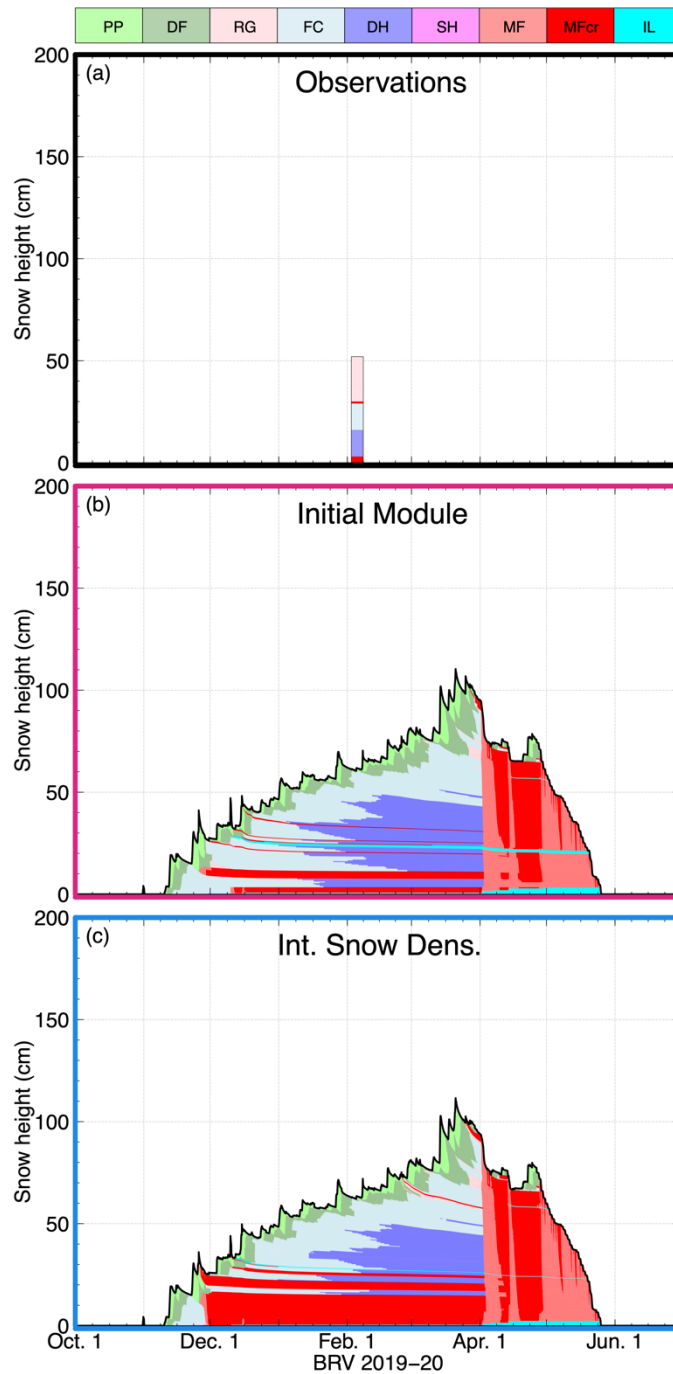 PP DF RG FC DH SH MF MFcr IL
(a) Observations
200
150
100
50
0
Snow height (cm)
(b) Initial Module
200
150
100
50
0
Snow height (cm)
(c) Int. Snow Dens.
200
150
100
50
0
Snow height (cm)
Oct. 1 Dec. 1 Feb. 1 Apr. 1 Jun. 1
BRV 2019-20